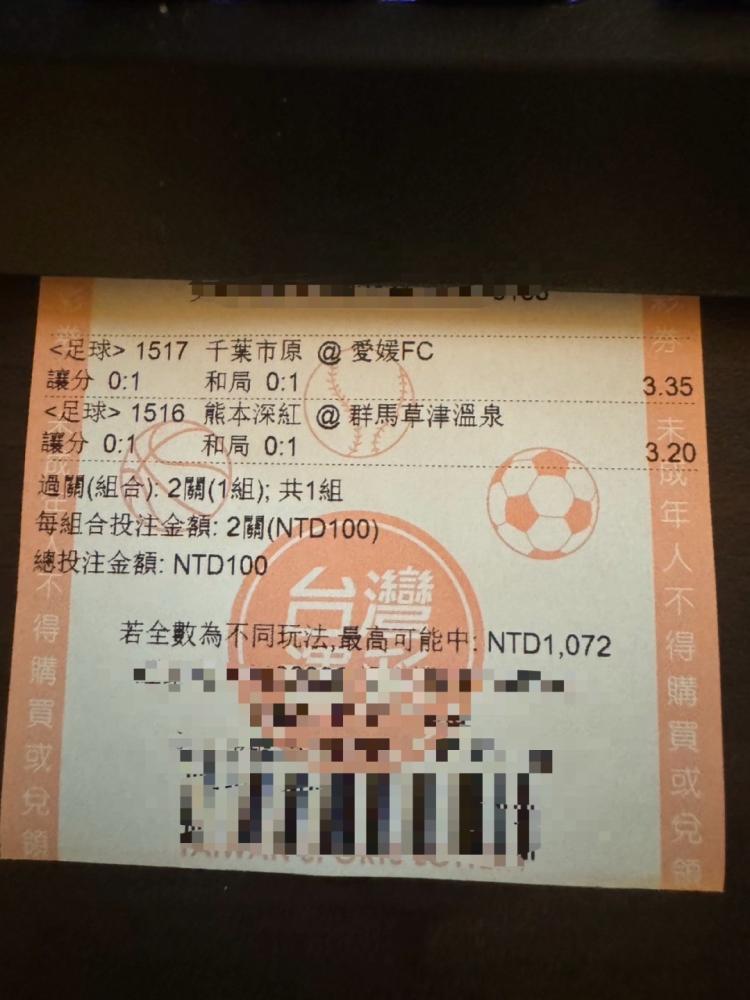 <足球> 1517 千葉市原 @ 愛媛FC
讓分 0:1 和局 0:1 3.35
<足球> 1516 熊本深紅 @ 群馬草津溫泉
讓分 0:1 和局 0:1 3.20
過關(組合): 2關(1組); 共1組
每組合投注金額: 2關(NTD100)
總投注金額: NTD100
台灣
若全數為不同玩法,最高可能中: NTD1,072
TAIWAN SPORTS LOTTERY
未成年人不得購買或兌領
未成年人不得購買或兌領